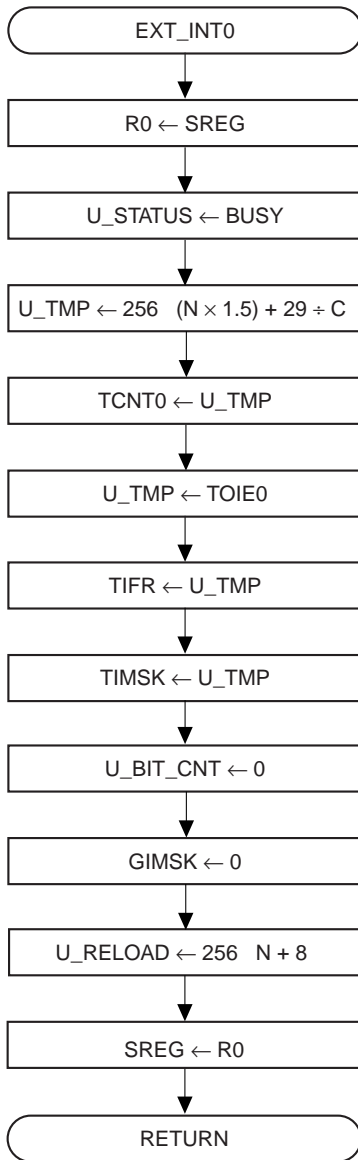 EXT_INT0
R0 ← SREG
U_STATUS ← BUSY
U_TMP ← 256 (N × 1.5) + 29 ÷ C
TCNT0 ← U_TMP
U_TMP ← TOIE0
TIFR ← U_TMP
TIMSK ← U_TMP
U_BIT_CNT ← 0
GIMSK ← 0
U_RELOAD ← 256 N + 8
SREG ← R0
RETURN